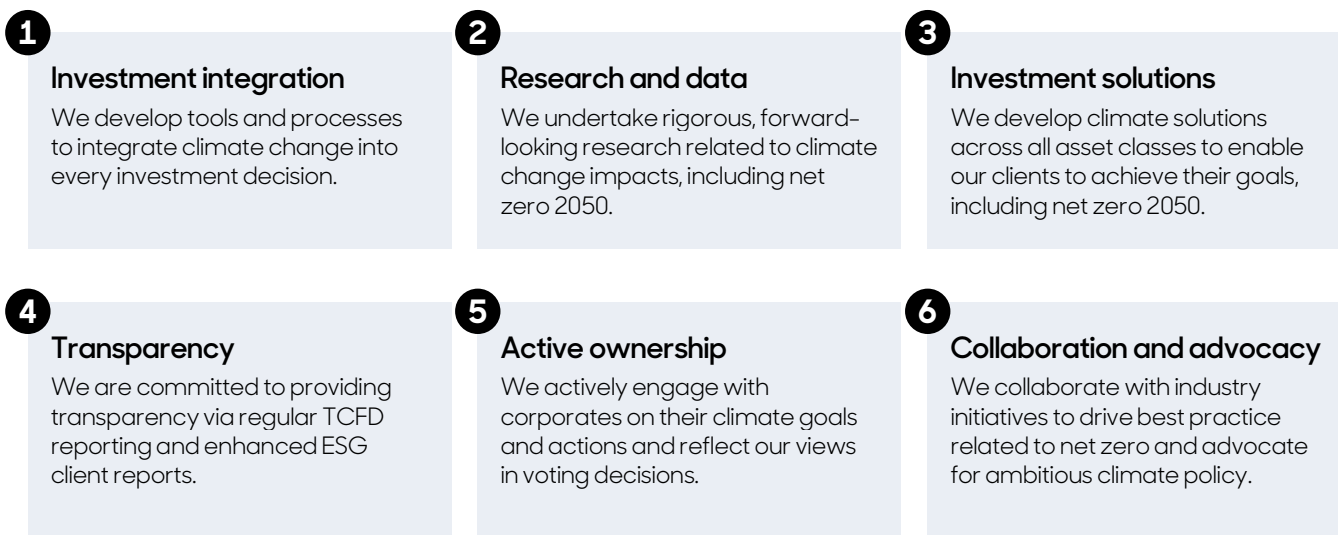 1
Investment integration
We develop tools and processes
to integrate climate change into
every investment decision.
2
Research and data
We undertake rigorous, forward-
looking research related to climate
change impacts, including net
zero 2050.
3
Investment solutions
We develop climate solutions
across all asset classes to enable
our clients to achieve their goals,
including net zero 2050.
4
Transparency
We are committed to providing
transparency via regular TCFD
reporting and enhanced ESG
client reports.
5
Active ownership
We actively engage with
corporates on their climate goals
and actions and reflect our views
in voting decisions.
6
Collaboration and advocacy
We collaborate with industry
initiatives to drive best practice
related to net zero and advocate
for ambitious climate policy.